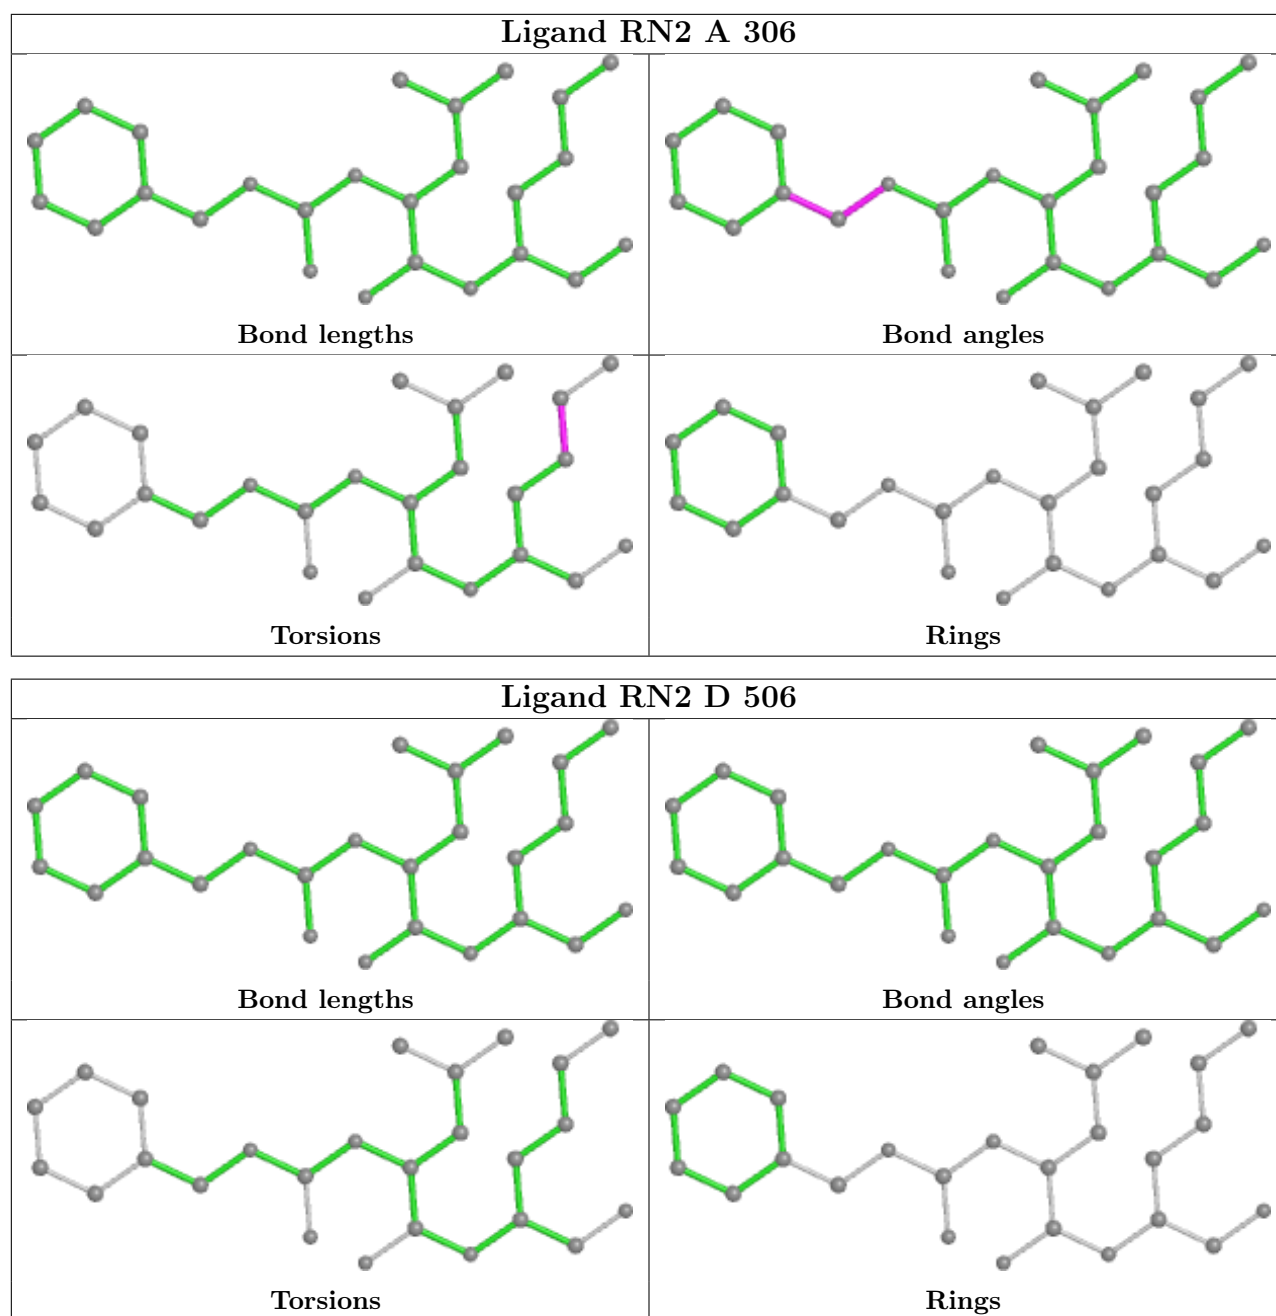 Ligand RN2 A 306
Bond lengths
Bond angles
Torsions
Rings
Ligand RN2 D 506
Bond lengths
Bond angles
Torsions
Rings